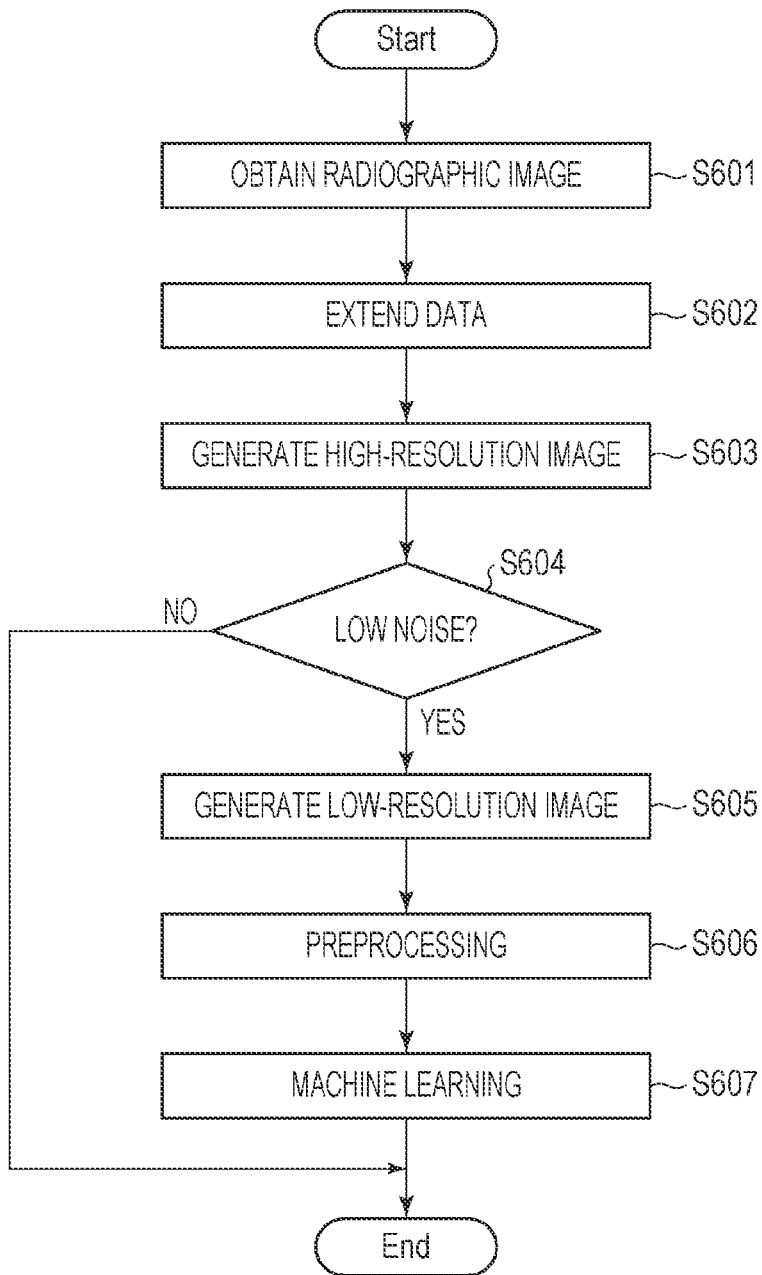 Start
OBTAIN RADIOGRAPHIC IMAGE
S601
EXTEND DATA
S602
GENERATE HIGH-RESOLUTION IMAGE
S603
S604
NO
LOW NOISE?
YES
GENERATE LOW-RESOLUTION IMAGE
S605
PREPROCESSING
S606
MACHINE LEARNING
S607
End